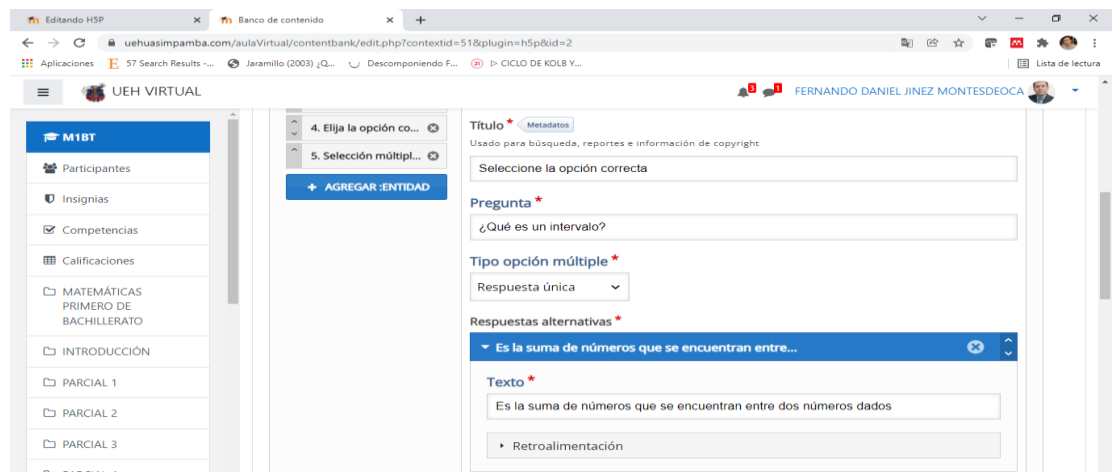 Editando H5P
Banco de contenido
uehuasimpamba.com/aulaVirtual/contentbank/edit.php?contextid=51&plugin=h5p&id=2
Aplicaciones
57 Search Results -...
Jaramillo (2003) ¿Q...
Descomponiendo F...
▷ CICLO DE KOLB Y...
Lista de lectura
UEH VIRTUAL
3
1
FERNANDO DANIEL JINEZ MONTESDEOCA
M1BT
Participantes
Insignias
Competencias
Calificaciones
MATEMÁTICAS
PRIMERO DE
BACHILLERATO
INTRODUCCIÓN
PARCIAL 1
PARCIAL 2
PARCIAL 3
4. Elija la opción co...
5. Selección múltipl...
+ AGREGAR :ENTIDAD
Título * Metadatos
Usado para búsqueda, reportes e información de copyright
Seleccione la opción correcta
Pregunta *
¿Qué es un intervalo?
Tipo opción múltiple *
Respuesta única
Respuestas alternativas *
Es la suma de números que se encuentran entre...
Texto *
Es la suma de números que se encuentran entre dos números dados
Retroalimentación